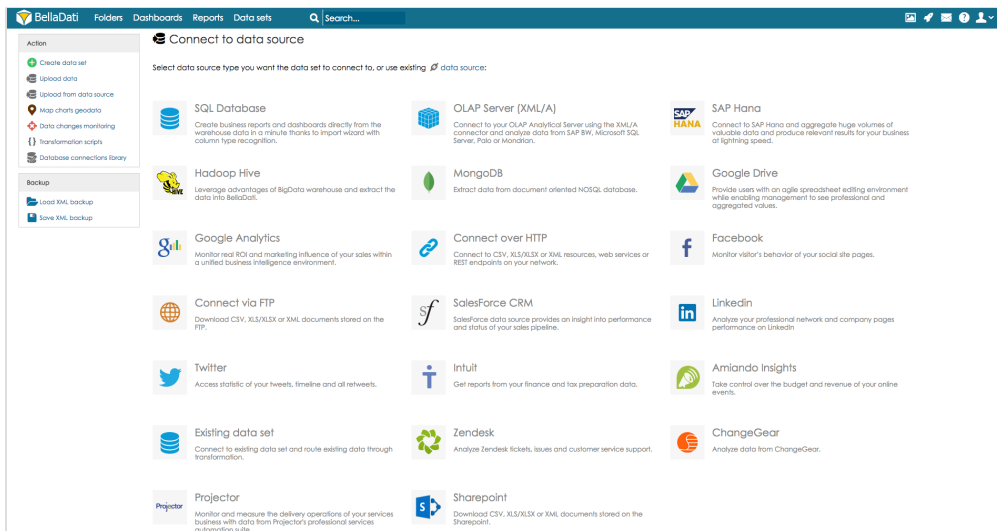 BellaDati Folders Dashboards Reports Data sets Search...
Action
Create data set
Upload data
Upload from data source
Map charts geodata
Data changes monitoring
Transformation scripts
Database connections library
Backup
Load XML backup
Save XML backup
Connect to data source
Select data source type you want the data set to connect to, or use existing data source:
SQL Database
Create business reports and dashboards directly from the
warehouse data in a minute thanks to import wizard with
column type recognition.
OLAP Server (XML/A)
Connect to your OLAP Analytical Server using the XML/A
connector and analyze data from SAP BW, Microsoft SQL
Server, Palo or Mondrian.
SAP
HANA
SAP Hana
Connect to SAP Hana and aggregate huge volumes of
valuable data and produce relevant results for your business
at lightning speed.
HIVE
Hadoop Hive
Leverage advantages of BigData warehouse and extract the
data into BellaDati.
MongoDB
Extract data from document oriented NOSQL database.
Google Drive
Provide users with an agile spreadsheet editing environment
while enabling management to see professional and
aggregated values.
Google Analytics
Monitor real ROI and marketing influence of your sales within
a unified business intelligence environment.
Connect over HTTP
Connect to CSV, XLS/XLSX or XML resources, web services or
REST endpoints on your network.
Facebook
Monitor visitor's behavior of your social site pages.
Connect via FTP
Download CSV, XLS/XLSX or XML documents stored on the
FTP.
SalesForce CRM
SalesForce data source provides an insight into performance
and status of your sales pipeline.
Linkedin
Analyze your professional network and company pages
performance on LinkedIn
Twitter
Access statistic of your tweets, timeline and all retweets.
Intuit
Get reports from your finance and tax preparation data.
Amiando Insights
Take control over the budget and revenue of your online
events.
Existing data set
Connect to existing data set and route existing data through
transformation.
Zendesk
Analyze Zendesk tickets, issues and customer service support.
ChangeGear
Analyze data from ChangeGear.
Projector
Projector
Monitor and measure the delivery operations of your services
business with data from Projector's professional services
automation suite.
Sharepoint
Download CSV, XLS/XLSX or XML documents stored on the
Sharepoint.